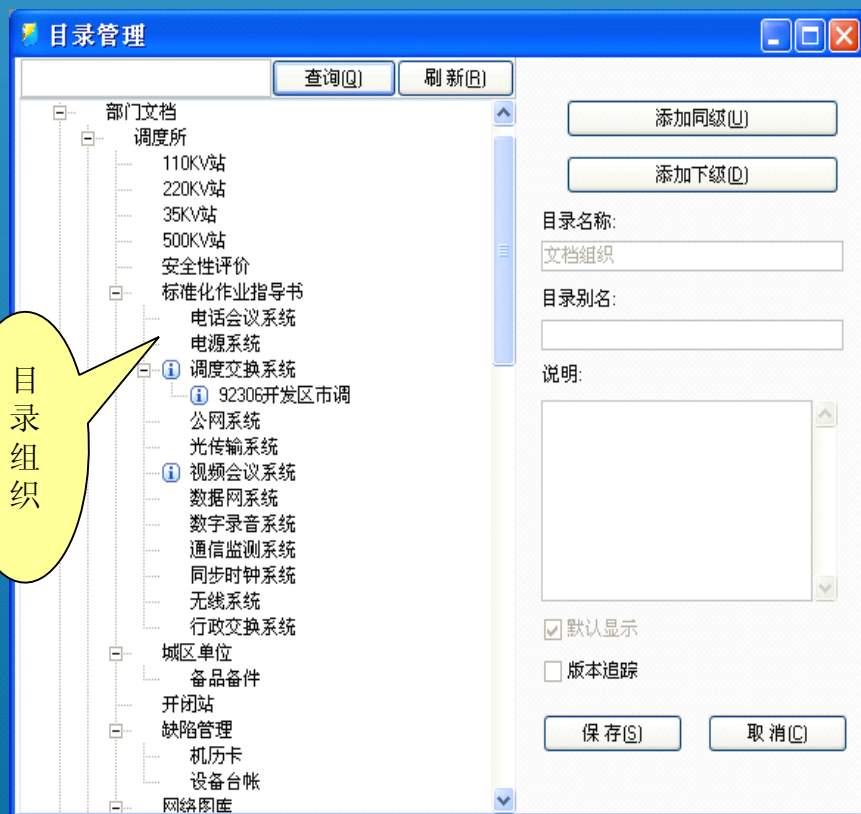 目录管理
查询(Q)
刷新(R)
部门文档
调度所
110KV站
220KV站
35KV站
500KV站
安全性评价
标准化作业指导书
电话会议系统
电源系统
调度交换系统
92306开发区市调
公网系统
光传输系统
视频会议系统
数据网系统
数字录音系统
通信监测系统
同步时钟系统
无线系统
行政交换系统
城区单位
备品备件
开闭站
缺陷管理
机历卡
设备台帐
网络图库
目录组织
添加同级(U)
添加下级(D)
目录名称:
文档组织
目录别名:
说明:
默认显示
版本追踪
保存(S)
取消(C)